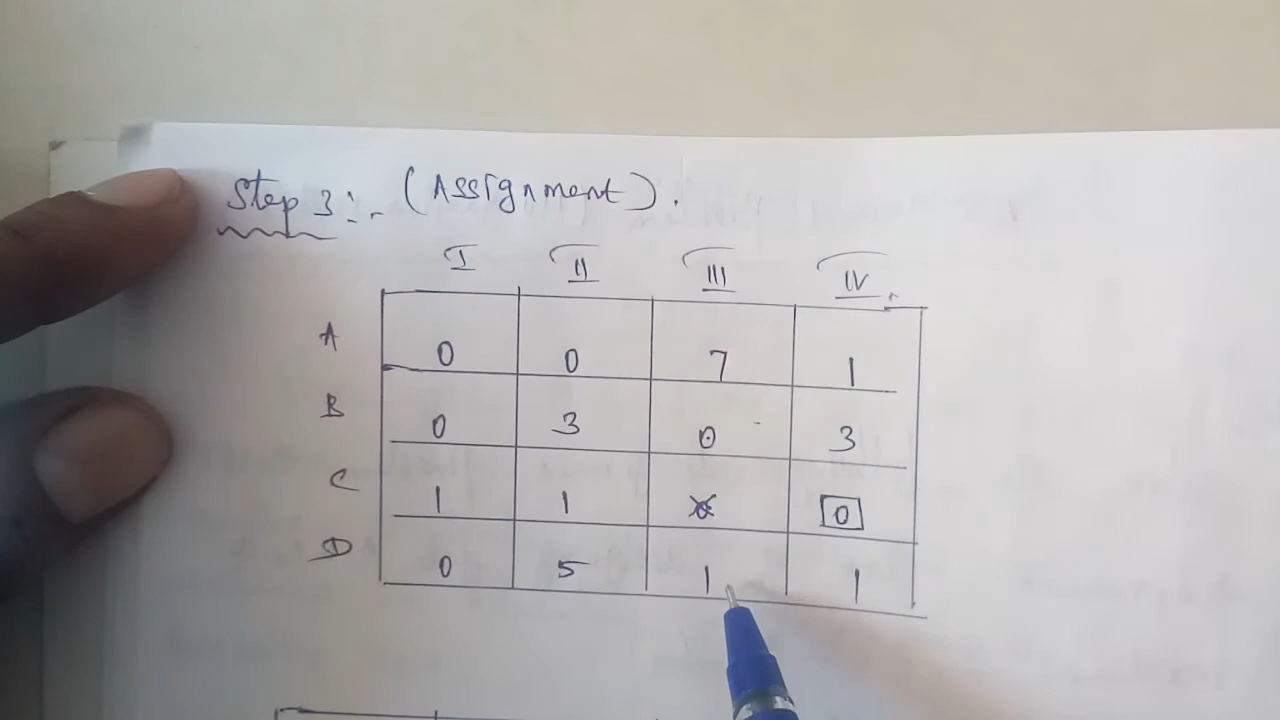 Step 3:- (Assignment).
I II III IV.
A 0 0 7 1
B 0 3 0 3
C 1 1 0 0
D 0 5 1 1